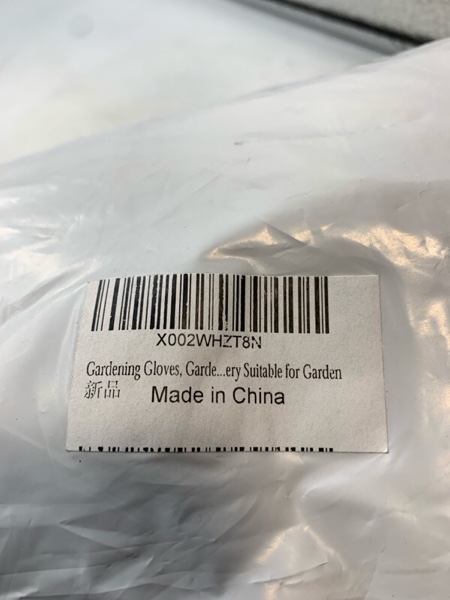 X002WHZT8N
Gardening Gloves, Garde...ery Suitable for Garden
新品 Made in China